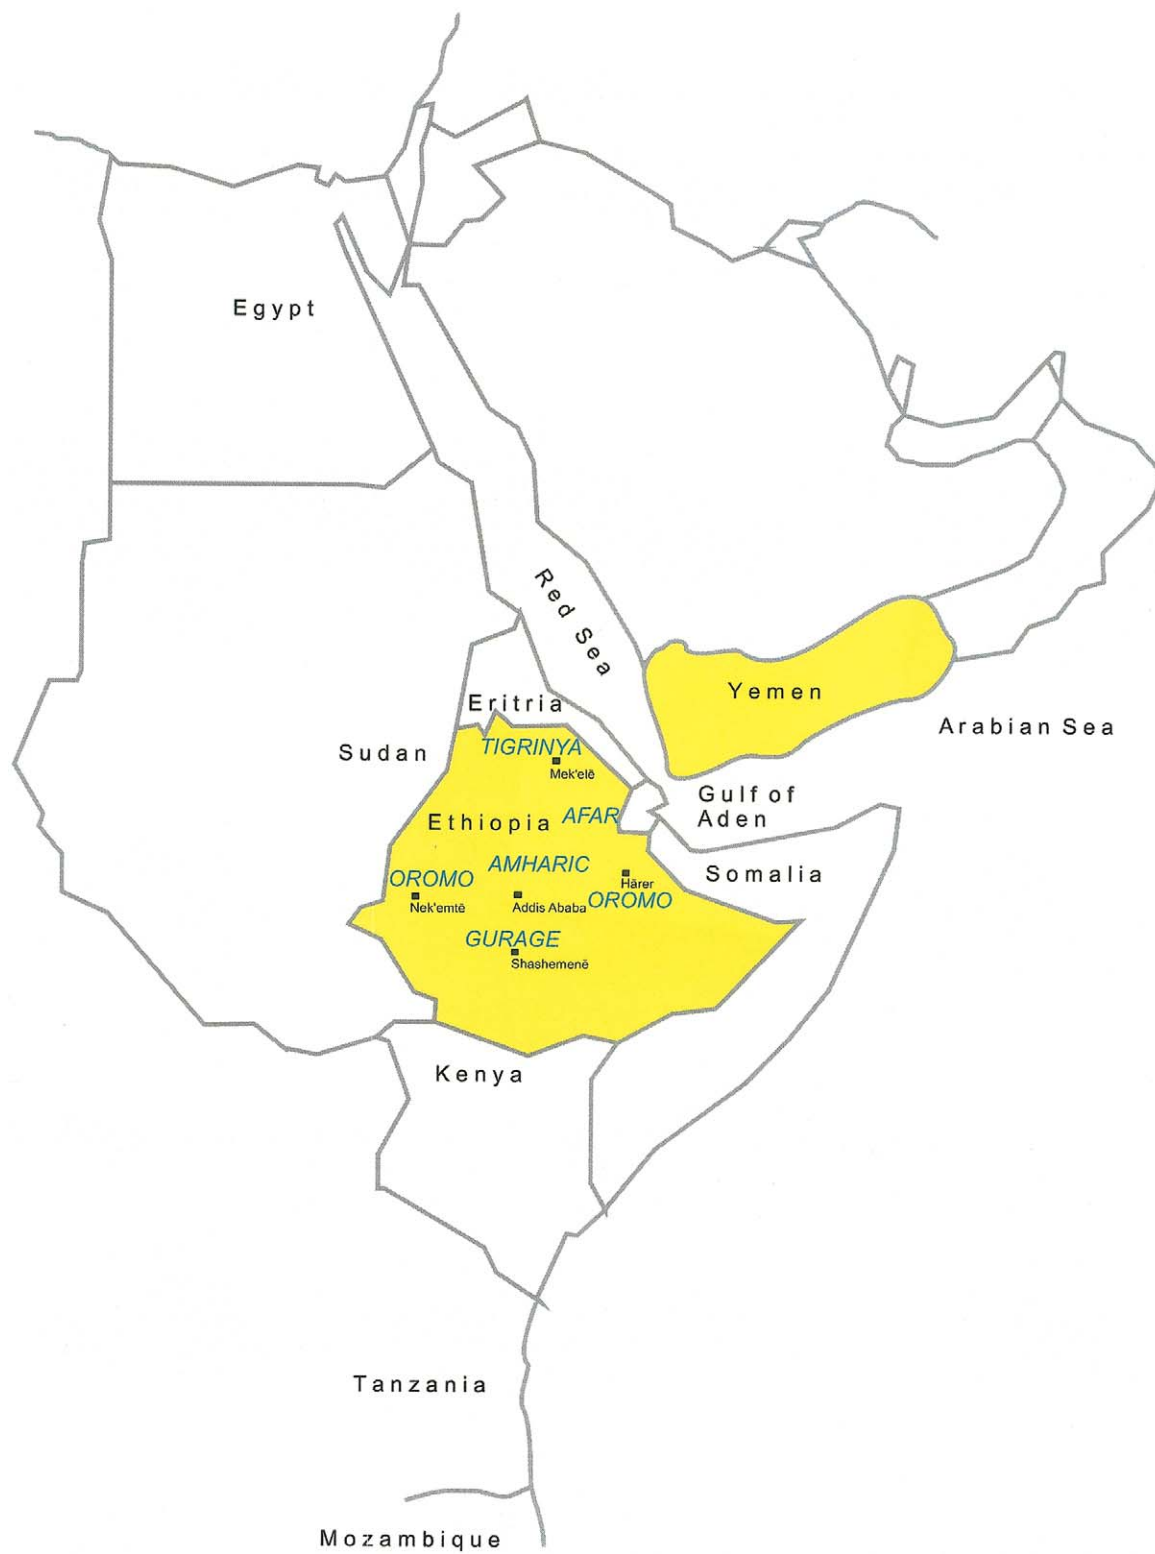 Egypt
Red Sea
Yemen
Eritria
Arabian Sea
Sudan
TIGRINYA
Mek'elē
Gulf of
Aden
Ethiopia
AFAR
AMHARIC
Somalia
OROMO
Hārer
Nek'emtē
Addis Ababa
OROMO
GURAGE
Shashemenē
Kenya
Tanzania
Mozambique